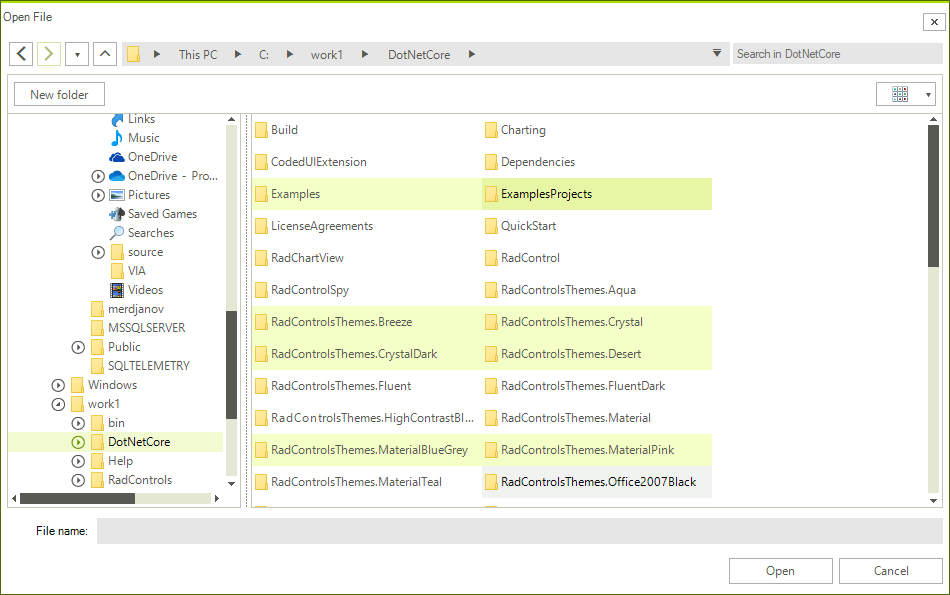 Open File
This PC C: work1 DotNetCore
Search in DotNetCore
New folder
Links
Music
OneDrive
OneDrive - Pro...
Pictures
Saved Games
Searches
source
VIA
Videos
merdjanov
MSSQLSERVER
Public
SQLTELEMETRY
Windows
work1
bin
DotNetCore
Help
RadControls
Build Charting
CodedUIExtension Dependencies
Examples ExamplesProjects
LicenseAgreements QuickStart
RadChartView RadControl
RadControlSpy RadControlsThemes.Aqua
RadControlsThemes.Breeze RadControlsThemes.Crystal
RadControlsThemes.CrystalDark RadControlsThemes.Desert
RadControlsThemes.Fluent RadControlsThemes.FluentDark
RadControlsThemes.HighContrastBl... RadControlsThemes.Material
RadControlsThemes.MaterialBlueGrey RadControlsThemes.MaterialPink
RadControlsThemes.MaterialTeal RadControlsThemes.Office2007Black
File name:
Open Cancel